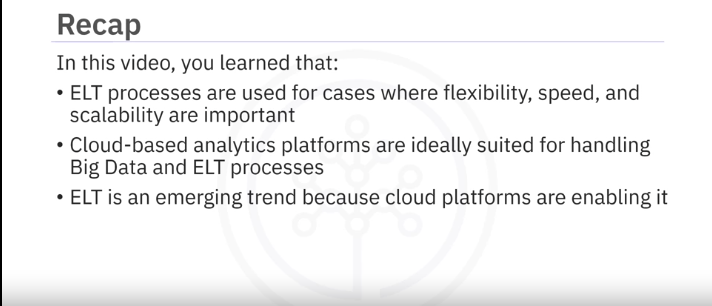 Recap
In this video, you learned that:
• ELT processes are used for cases where flexibility, speed, and
scalability are important
• Cloud-based analytics platforms are ideally suited for handling
Big Data and ELT processes
• ELT is an emerging trend because cloud platforms are enabling it